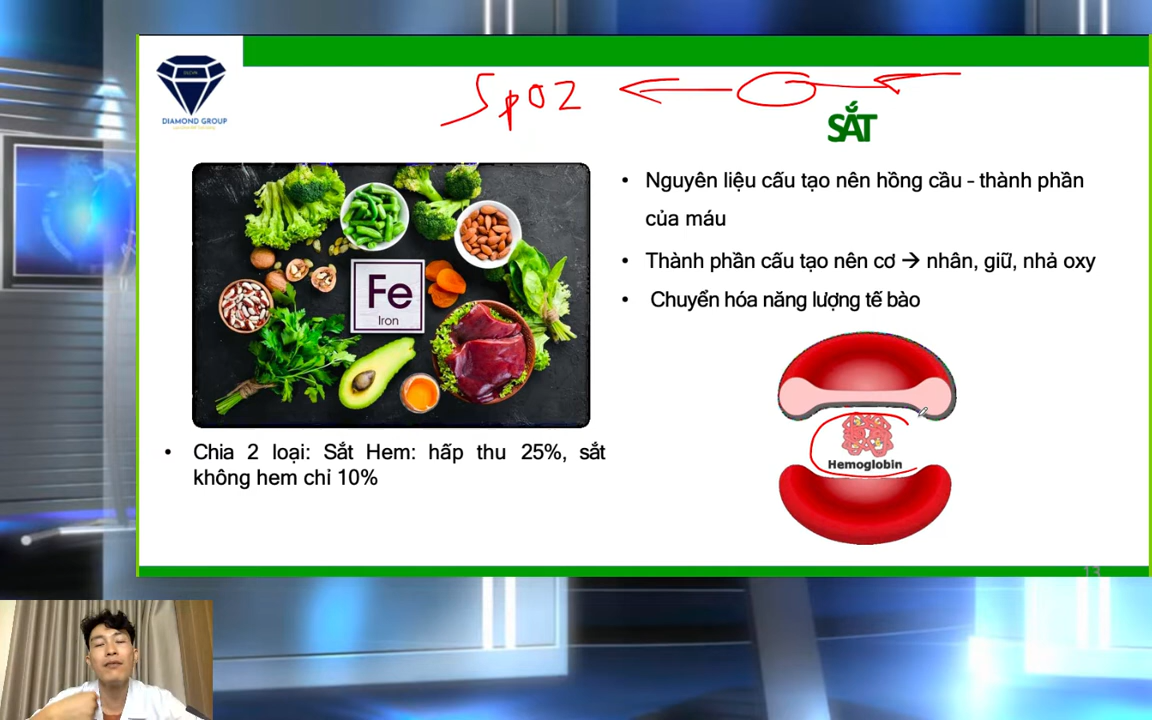 SpO2
DIAMOND GROUP
SẮT
Fe
Iron
• Nguyên liệu cấu tạo nên hồng cầu - thành phần
của máu
• Thành phần cấu tạo nên cơ → nhân, giữ, nhả oxy
• Chuyển hóa năng lượng tế bào
Hemoglobin
• Chia 2 loại: Sắt Hem: hấp thu 25%, sắt
không hem chỉ 10%
13